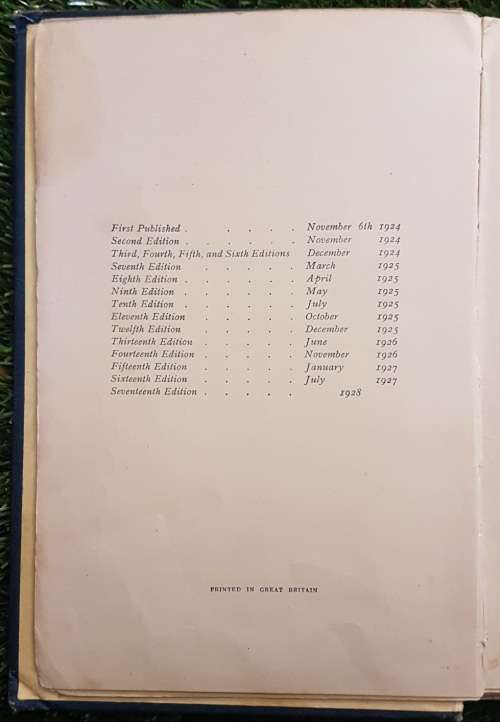 First Published . . . . . November 6th 1924
Second Edition . . . . . . November 1924
Third, Fourth, Fifth, and Sixth Editions December 1924
Seventh Edition . . . . . March 1925
Eighth Edition . . . . . . April 1925
Ninth Edition . . . . . . May 1925
Tenth Edition . . . . . . July 1925
Eleventh Edition . . . . . October 1925
Twelfth Edition . . . . . December 1925
Thirteenth Edition . . . . . June 1926
Fourteenth Edition . . . . . November 1926
Fifteenth Edition . . . . . January 1927
Sixteenth Edition . . . . . July 1927
Seventeenth Edition . . . . . 1928
PRINTED IN GREAT BRITAIN